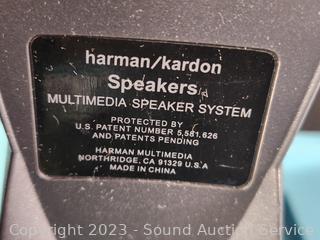 harman/kardon
Speakers
MULTIMEDIA SPEAKER SYSTEM
PROTECTED BY
U.S. PATENT NUMBER 5,581,626
AND PATENTS PENDING
HARMAN MULTIMEDIA
NORTHRIDGE, CA 91329 U.S.A
MADE IN CHINA
Copyright 2023 - Sound Auction Service